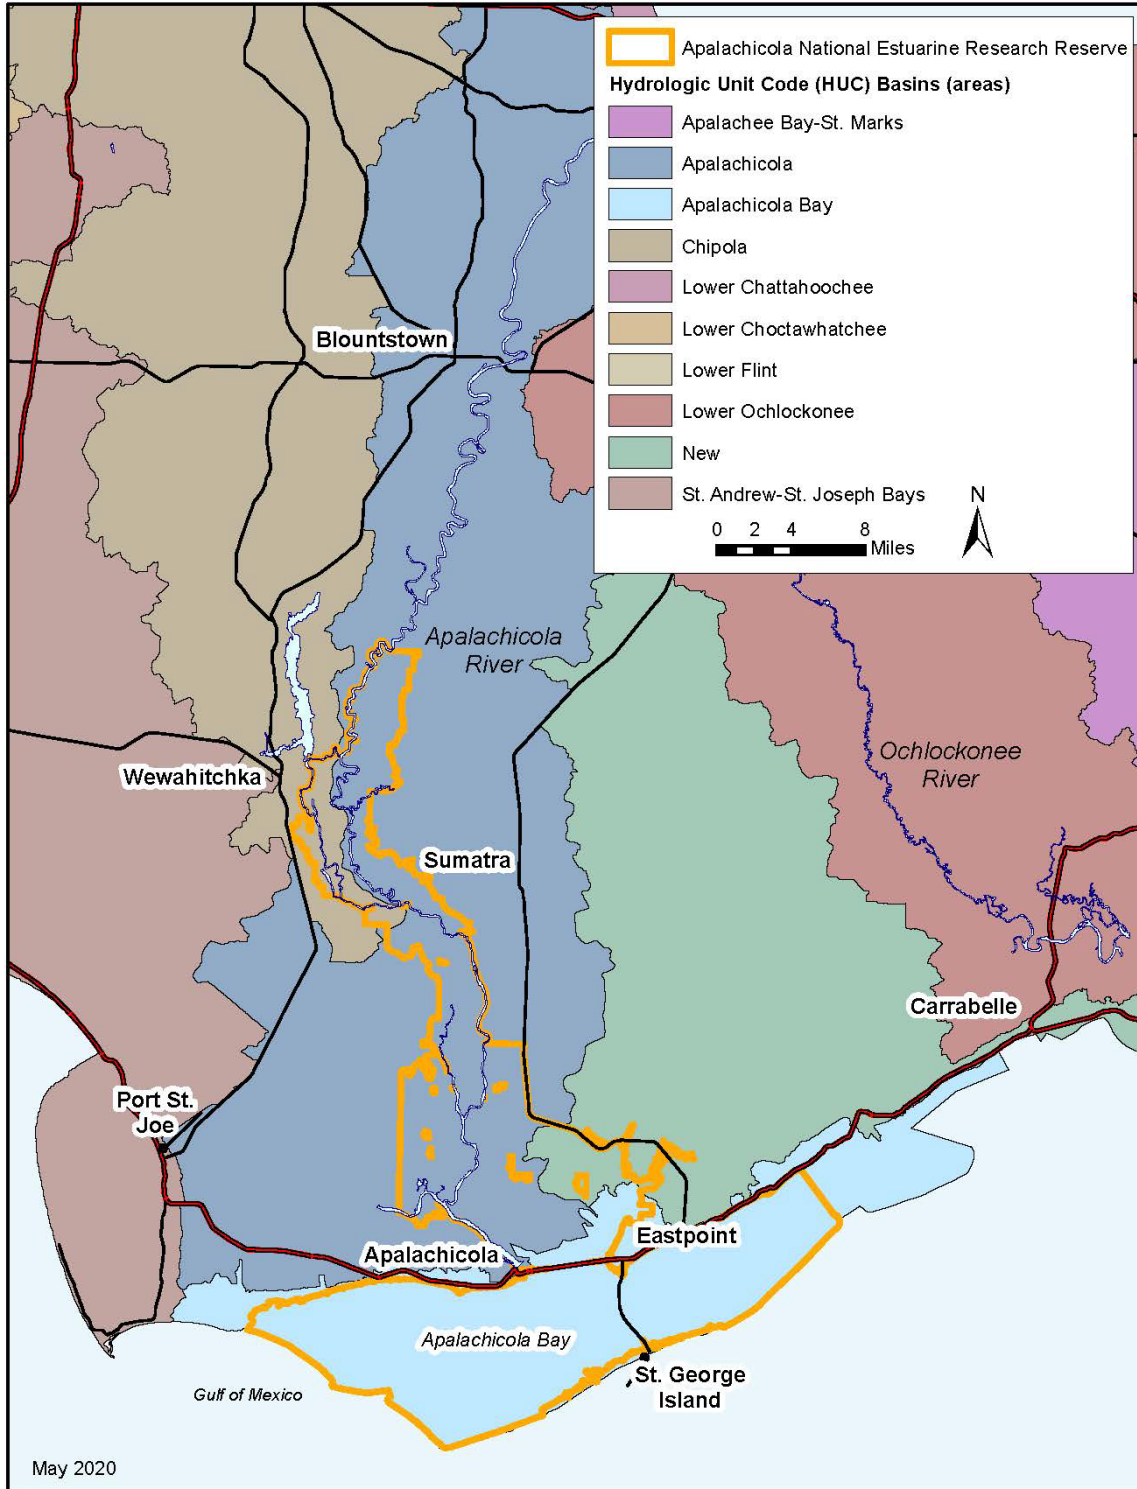 Apalachicola National Estuarine Research Reserve
Hydrologic Unit Code (HUC) Basins (areas)
Apalachee Bay-St. Marks
Apalachicola
Apalachicola Bay
Chipola
Lower Chattahoochee
Lower Choctawhatchee
Lower Flint
Lower Ochlockonee
New
St. Andrew-St. Joseph Bays
N
0 2 4 8
Miles
Blountstown
Apalachicola
River
Ochlockonee
River
Wewahitchka
Sumatra
Carrabelle
Port St.
Joe
Eastpoint
Apalachicola
Apalachicola Bay
St. George
Island
Gulf of Mexico
May 2020